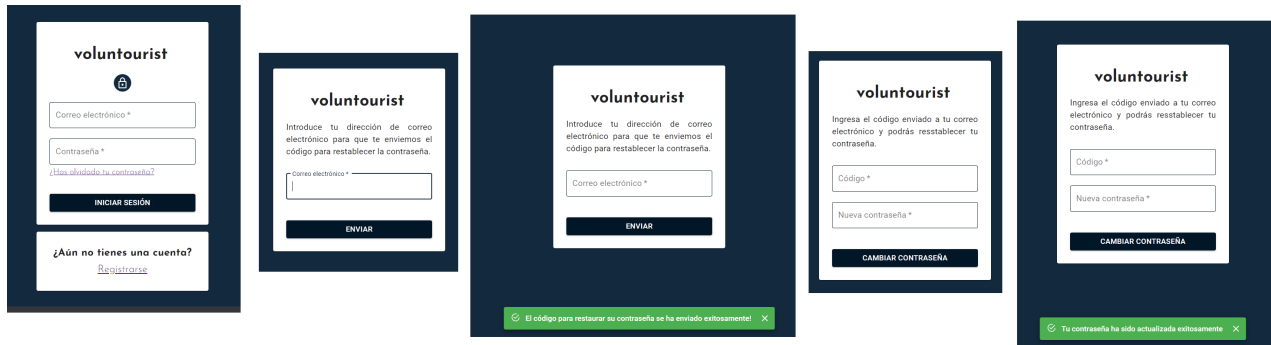 voluntourist
Correo electrónico *
Contraseña *
¿Has olvidado tu contraseña?
INICIAR SESIÓN
¿Aún no tienes una cuenta?
Registrarse
voluntourist
Introduce tu dirección de correo
electrónico para que te enviemos el
código para restablecer la contraseña.
Correo electrónico *
ENVIAR
voluntourist
Introduce tu dirección de correo
electrónico para que te enviemos el
código para restablecer la contraseña.
Correo electrónico *
ENVIAR
El código para restaurar su contraseña se ha enviado exitosamente!
voluntourist
Ingresa el código enviado a tu correo
electrónico y podrás resstablecer tu
contraseña.
Código *
Nueva contraseña *
CAMBIAR CONTRASEÑA
voluntourist
Ingresa el código enviado a tu correo
electrónico y podrás resstablecer tu
contraseña.
Código *
Nueva contraseña *
CAMBIAR CONTRASEÑA
Tu contraseña ha sido actualizada exitosamente